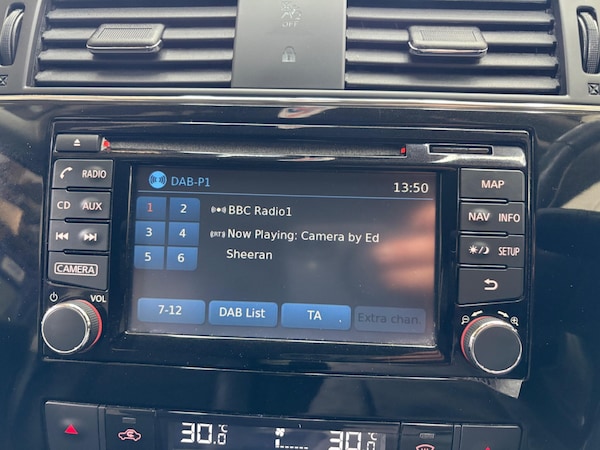 OFF
RADIO
CD AUX
CAMERA
VOL
DAB-P1 13:50
1 2 BBC Radio1
3 4 Now Playing: Camera by Ed
5 6 Sheeran
7-12 DAB List TA Extra chan.
MAP
NAV INFO
SETUP
30.0°C 30.0°C